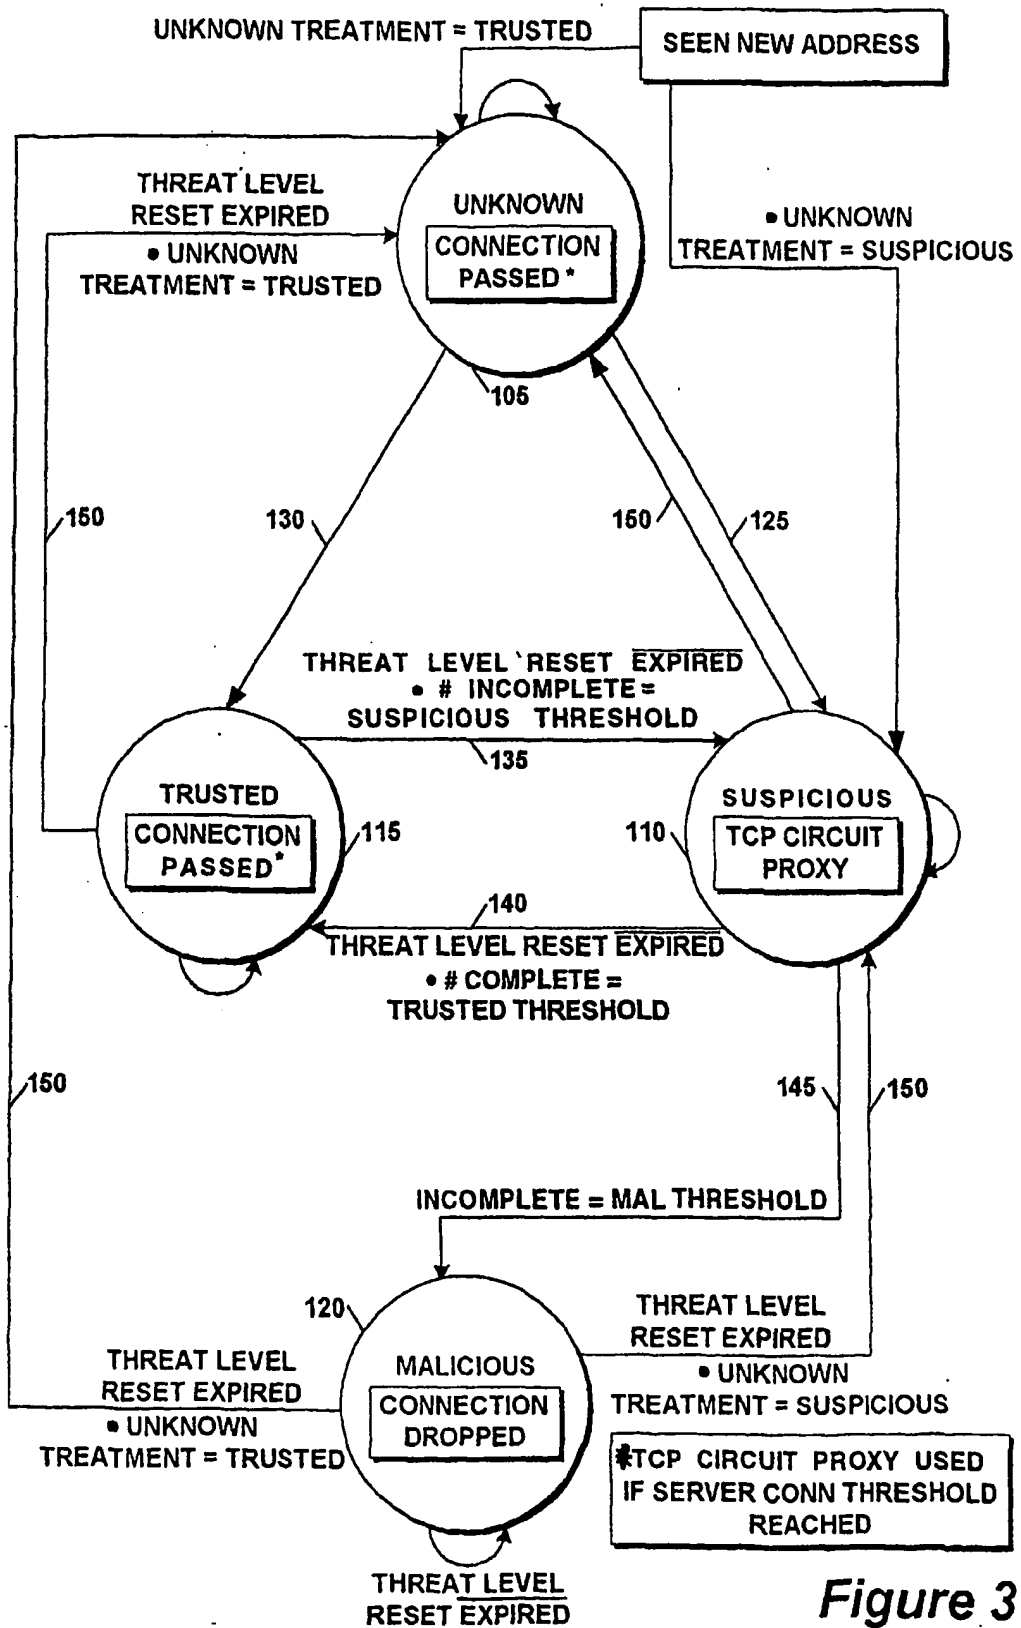 UNKNOWN TREATMENT = TRUSTED
SEEN NEW ADDRESS
THREAT LEVEL
RESET EXPIRED
• UNKNOWN
TREATMENT = TRUSTED
UNKNOWN
CONNECTION
PASSED*
• UNKNOWN
TREATMENT = SUSPICIOUS
105
150
130
150
125
THREAT LEVEL RESET EXPIRED
• # INCOMPLETE =
SUSPICIOUS THRESHOLD
135
TRUSTED
CONNECTION
PASSED*
115
110
SUSPICIOUS
TCP CIRCUIT
PROXY
140
THREAT LEVEL RESET EXPIRED
• # COMPLETE =
TRUSTED THRESHOLD
150
145
150
INCOMPLETE = MAL THRESHOLD
120
THREAT LEVEL
RESET EXPIRED
• UNKNOWN
TREATMENT = TRUSTED
MALICIOUS
CONNECTION
DROPPED
THREAT LEVEL
RESET EXPIRED
• UNKNOWN
TREATMENT = SUSPICIOUS
*TCP CIRCUIT PROXY USED
IF SERVER CONN THRESHOLD
REACHED
THREAT LEVEL
RESET EXPIRED
Figure 3